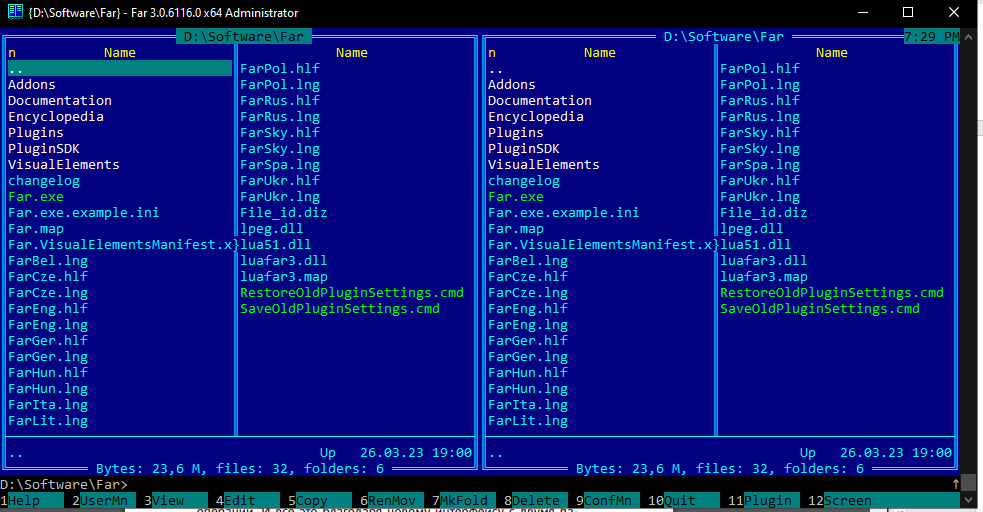 {D:\Software\Far} - Far 3.0.6116.0 x64 Administrator
D:\Software\Far D:\Software\Far 7:29 PM
n Name Name n Name Name
.. FarPol.hlf .. FarPol.hlf
Addons FarPol.lng Addons FarPol.lng
Documentation FarRus.hlf Documentation FarRus.hlf
Encyclopedia FarRus.lng Encyclopedia FarRus.lng
Plugins FarSky.hlf Plugins FarSky.hlf
PluginSDK FarSky.lng PluginSDK FarSky.lng
VisualElements FarSpa.lng VisualElements FarSpa.lng
changelog FarUkr.hlf changelog FarUkr.hlf
Far.exe FarUkr.lng Far.exe FarUkr.lng
Far.exe.example.ini File_id.diz Far.exe.example.ini File_id.diz
Far.map lpeg.dll Far.map lpeg.dll
Far.VisualElementsManifest.x}lua51.dll Far.VisualElementsManifest.x}lua51.dll
FarBel.lng luafar3.dll FarBel.lng luafar3.dll
FarCze.hlf luafar3.map FarCze.hlf luafar3.map
FarCze.lng RestoreOldPluginSettings.cmd FarCze.lng RestoreOldPluginSettings.cmd
FarEng.hlf SaveOldPluginSettings.cmd FarEng.hlf SaveOldPluginSettings.cmd
FarEng.lng FarEng.lng
FarGer.hlf FarGer.hlf
FarGer.lng FarGer.lng
FarHun.hlf FarHun.hlf
FarHun.lng FarHun.lng
FarIta.lng FarIta.lng
FarLit.lng FarLit.lng
.. Up 26.03.23 19:00 .. Up 26.03.23 19:00
Bytes: 23,6 M, files: 32, folders: 6 Bytes: 23,6 M, files: 32, folders: 6
D:\Software\Far>
1Help 2UserMn 3View 4Edit 5Copy 6RenMov 7MkFold 8Delete 9ConfMn 10Quit 11Plugin 12Screen